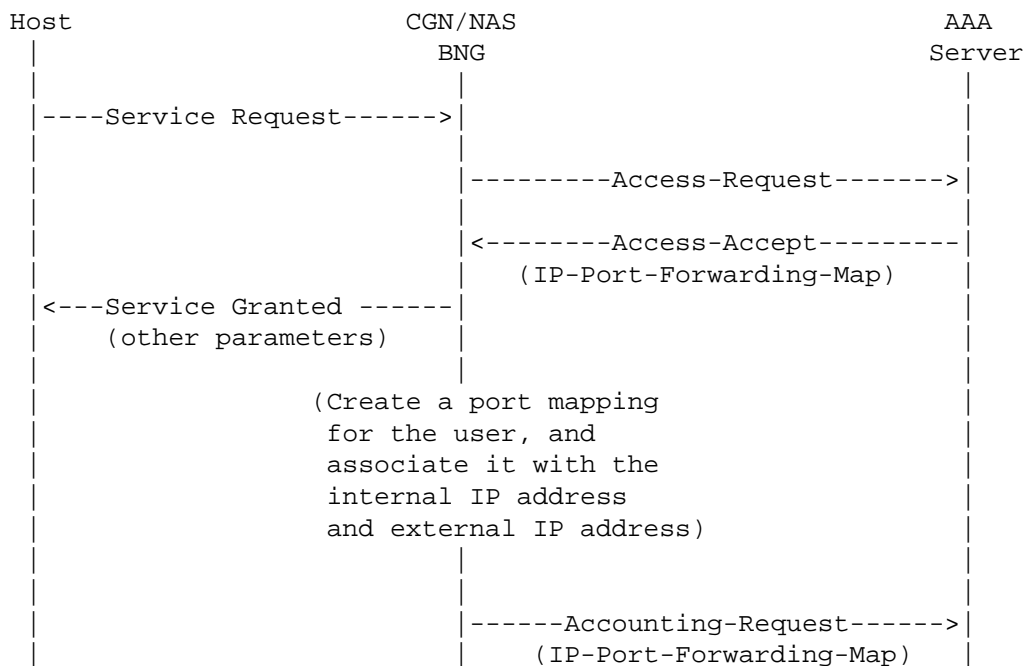 Host CGN/NAS AAA
BNG Server
----Service Request------>
---------Access-Request------->
<--------Access-Accept---------
(IP-Port-Forwarding-Map)
<---Service Granted ------
(other parameters)
(Create a port mapping
for the user, and
associate it with the
internal IP address
and external IP address)
------Accounting-Request------>
(IP-Port-Forwarding-Map)